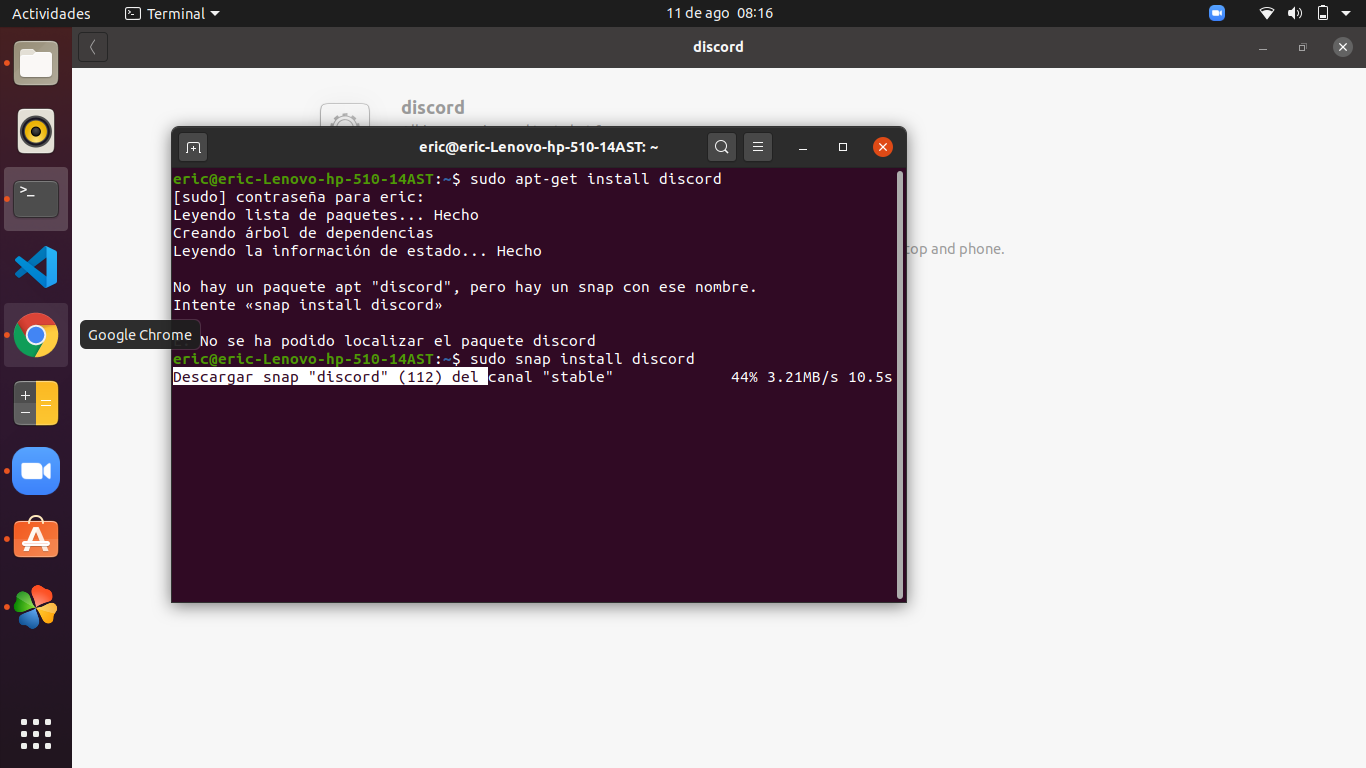 Actividades Terminal 11 de ago 08:16
discord
discord
eric@eric-Lenovo-hp-510-14AST: ~
eric@eric-Lenovo-hp-510-14AST:~$ sudo apt-get install discord
[sudo] contraseña para eric:
Leyendo lista de paquetes... Hecho
Creando árbol de dependencias
Leyendo la información de estado... Hecho
top and phone.
No hay un paquete apt "discord", pero hay un snap con ese nombre.
Intente «snap install discord»
Google Chrome
No se ha podido localizar el paquete discord
eric@eric-Lenovo-hp-510-14AST:~$ sudo snap install discord
Descargar snap "discord" (112) del canal "stable" 44% 3.21MB/s 10.5s